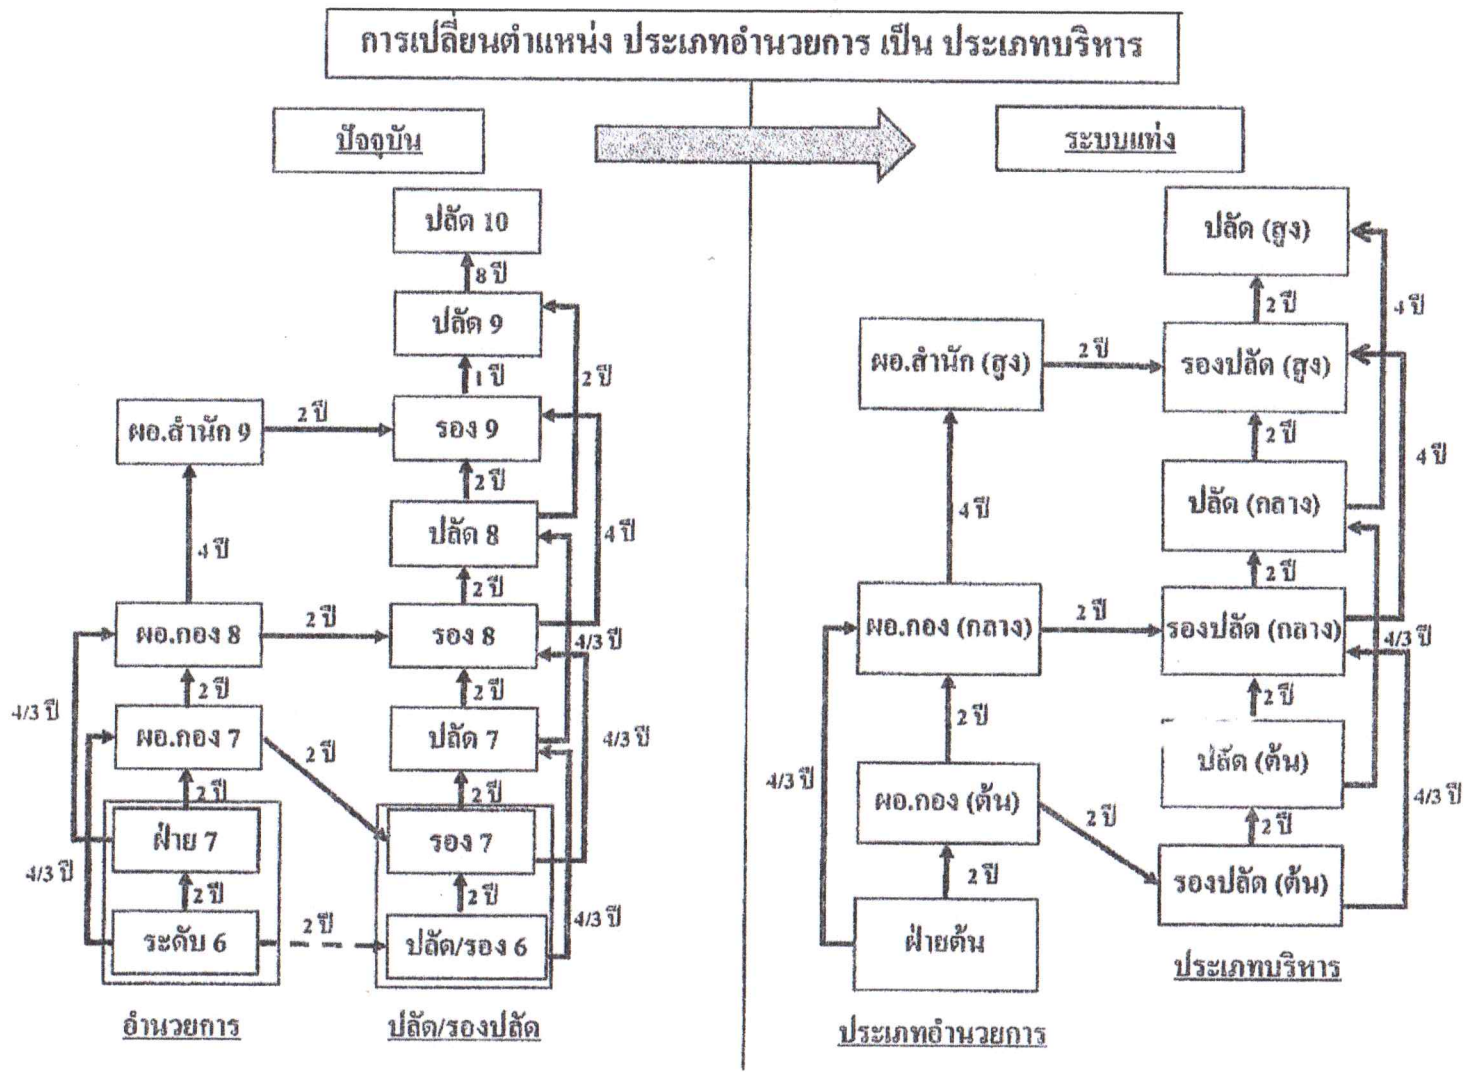 การเปลี่ยนตำแหน่ง ประเภทอำนวยการ เป็น ประเภทบริหาร
ปัจจุบัน
ระบบแท่ง
ปลัด 10
8 ปี
ปลัด 9
1 ปี
2 ปี
ผอ.สำนัก 9
2 ปี
รอง 9
2 ปี
ปลัด 8
4 ปี
4 ปี
2 ปี
ผอ.กอง 8
2 ปี
รอง 8
4/3 ปี
2 ปี
2 ปี
4/3 ปี
ผอ.กอง 7
ปลัด 7
4/3 ปี
2 ปี
2 ปี
2 ปี
ฝ่าย 7
รอง 7
4/3 ปี
2 ปี
2 ปี
4/3 ปี
ระดับ 6
2 ปี
ปลัด/รอง 6
อำนวยการ
ปลัด/รองปลัด
ปลัด (สูง)
2 ปี
4 ปี
ผอ.สำนัก (สูง)
2 ปี
รองปลัด (สูง)
2 ปี
4 ปี
ปลัด (กลาง)
4 ปี
2 ปี
ผอ.กอง (กลาง)
2 ปี
รองปลัด (กลาง)
4/3 ปี
2 ปี
2 ปี
ปลัด (ต้น)
4/3 ปี
ผอ.กอง (ต้น)
2 ปี
2 ปี
4/3 ปี
2 ปี
รองปลัด (ต้น)
ฝ่ายต้น
ประเภทบริหาร
ประเภทอำนวยการ